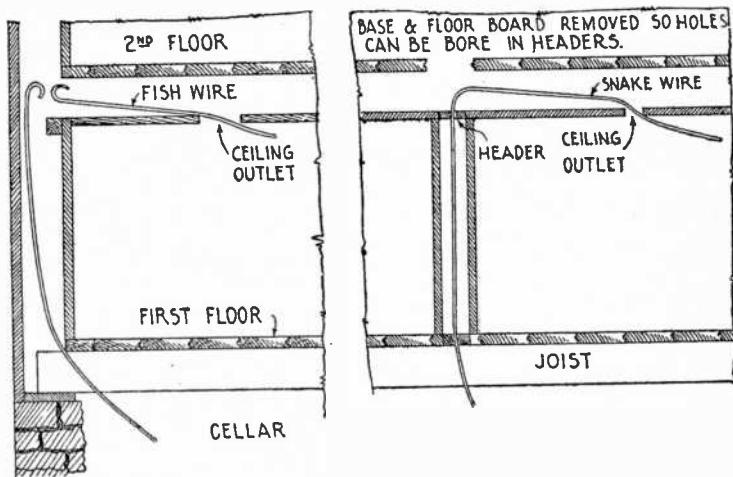 2ND FLOOR
FISH WIRE
CEILING
OUTLET
FIRST FLOOR
CELLAR
BASE & FLOOR BOARD REMOVED 50 HOLES
CAN BE BORE IN HEADERS.
SNAKE WIRE
HEADER
CEILING
OUTLET
JOIST